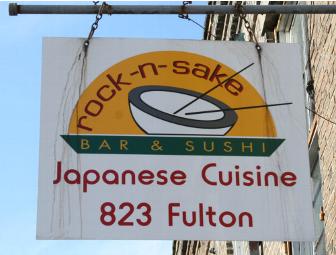 rock-n-sake
BAR & SUSHI
Japanese Cuisine
823 Fulton